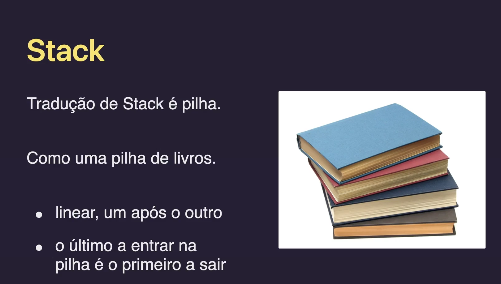 Stack
Tradução de Stack é pilha.
Como uma pilha de livros.
• linear, um após o outro
• o último a entrar na
pilha é o primeiro a sair